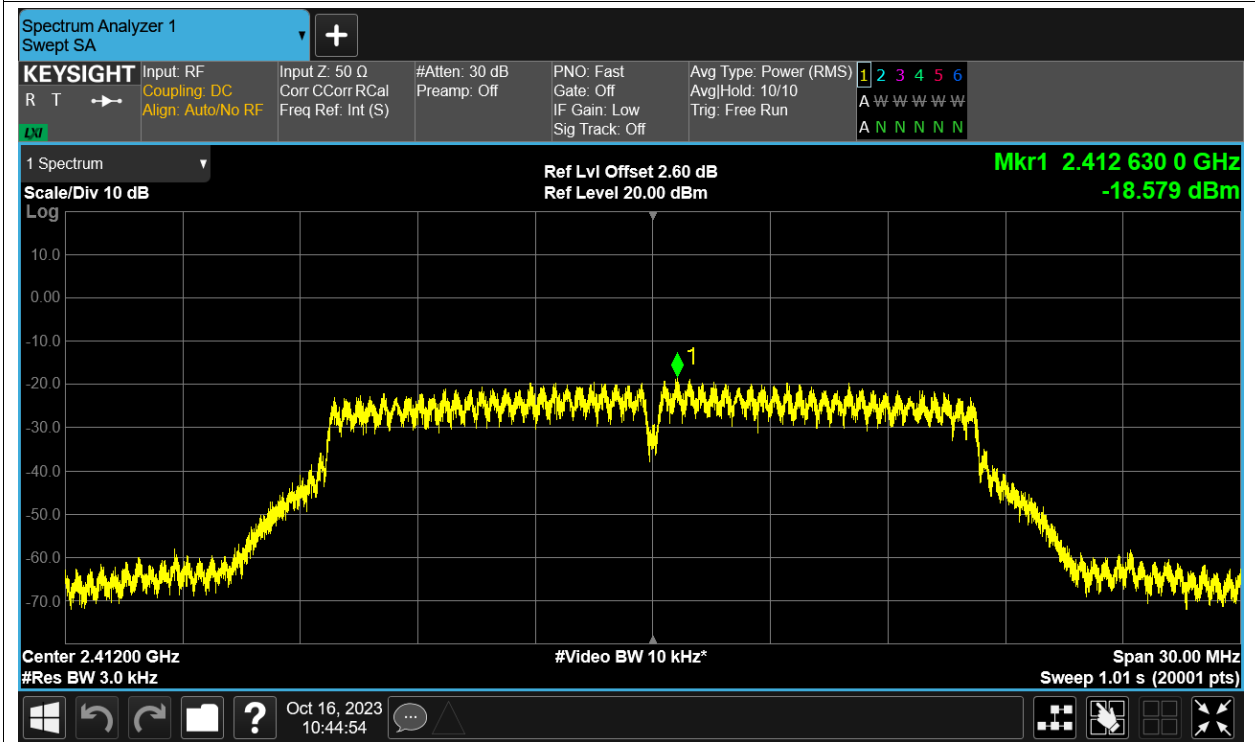 Spectrum Analyzer 1
Swept SA
+
KEYSIGHT
R T
LXI
Input: RF
Coupling: DC
Align: Auto/No RF
Input Z: 50 Ω
Corr CCorr RCal
Freq Ref: Int (S)
#Atten: 30 dB
Preamp: Off
PNO: Fast
Gate: Off
IF Gain: Low
Sig Track: Off
Avg Type: Power (RMS)
Avg|Hold: 10/10
Trig: Free Run
1 2 3 4 5 6
A W W W W W
A N N N N N
1 Spectrum
Scale/Div 10 dB
Log
Ref Lvl Offset 2.60 dB
Ref Level 20.00 dBm
Mkr1 2.412 630 0 GHz
-18.579 dBm
10.0
0.00
-10.0
-20.0
-30.0
-40.0
-50.0
-60.0
-70.0
1
Center 2.41200 GHz
#Res BW 3.0 kHz
#Video BW 10 kHz*
Span 30.00 MHz
Sweep 1.01 s (20001 pts)
?
Oct 16, 2023
10:44:54